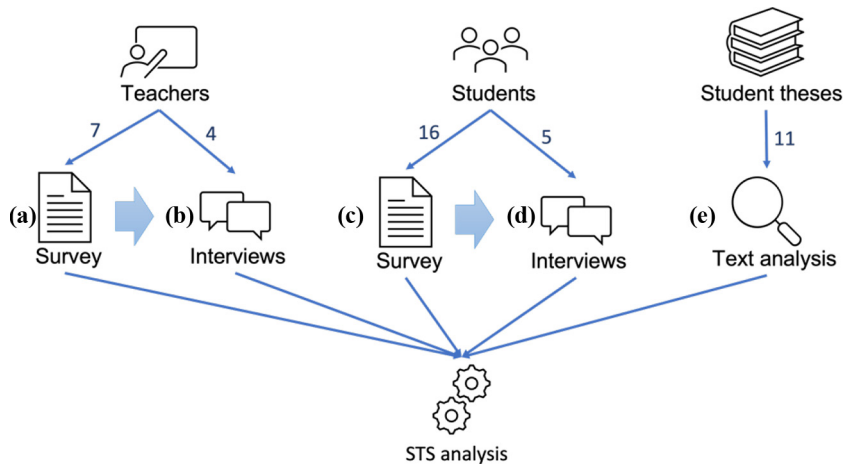 Teachers
Students
Student theses
7
4
16
5
11
(a)
(b)
(c)
(d)
(e)
Survey
Interviews
Survey
Interviews
Text analysis
STS analysis